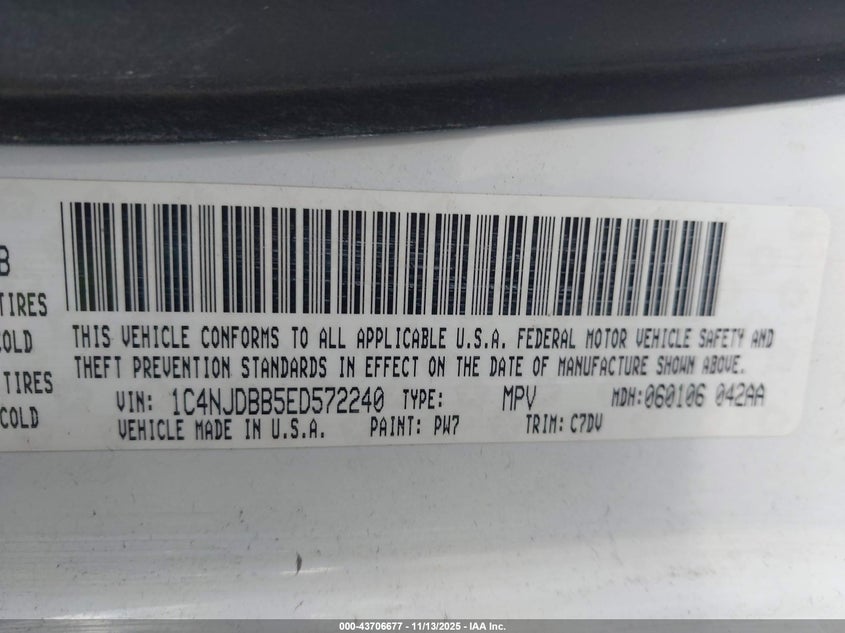 B
TIRES
COLD
TIRES
COLD
THIS VEHICLE CONFORMS TO ALL APPLICABLE U.S.A. FEDERAL MOTOR VEHICLE SAFETY AND
THEFT PREVENTION STANDARDS IN EFFECT ON THE DATE OF MANUFACTURE SHOWN ABOVE.
VIN: 1C4NJDBB5ED572240 TYPE: MPV MDH:060106 042AA
VEHICLE MADE IN U.S.A. PAINT: PW7 TRIM: C7DV
000-43706677 - 11/13/2025 - IAA Inc.